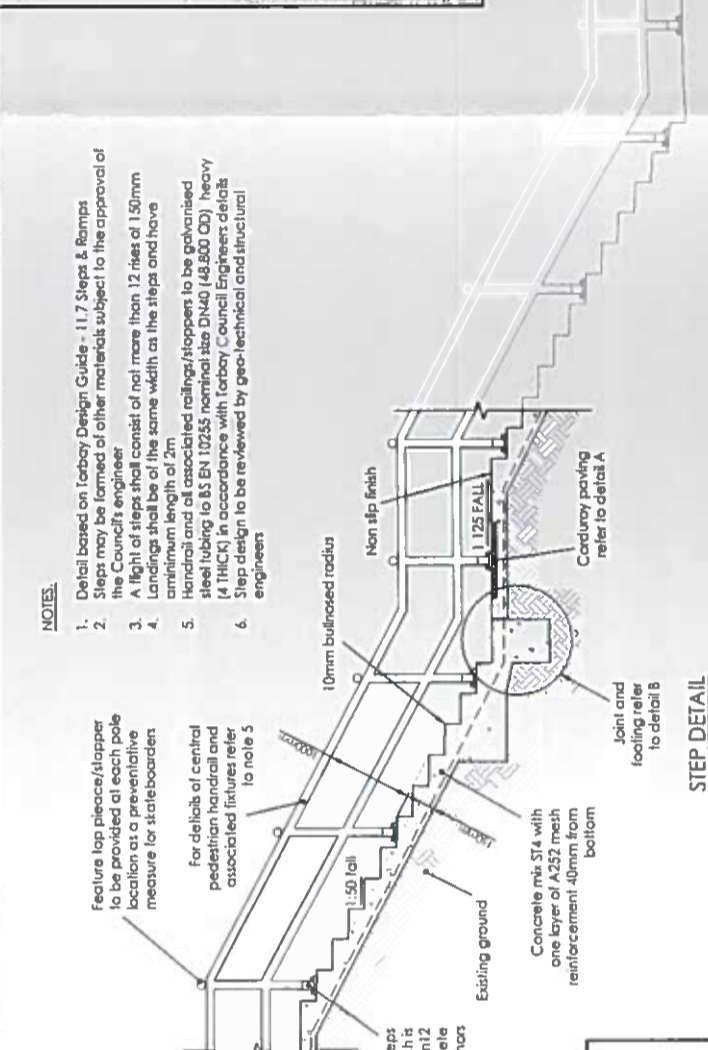 NOTES.
1. Detail based on Torbay Design Guide - 11.7 Steps & Ramps
2. Steps may be formed of other materials subject to the approval of
the Council's engineer
3. A flight of steps shall consist of not more than 12 rises of 150mm
4. Landings shall be of the same width as the steps and have
aminimum length of 2m
5. Handrail and all associated railings/stoppers to be galvanised
steel tubing to BS EN 10255 nominal size DN40 (48.800 OD) heavy
(4 THICK) in accordance with Torbay Council Engineers details
6. Step design to be reviewed by geo-technical and structural
engineers
Feature top pieace/stopper
to be provided at each pole
location as a preventative
measure for skateboarders
For detials of central
pedestrian handrail and
associated fixtures refer
to note 5
10mm bullnosed radius
Non slip finish
1:50 fall
1:125 FALL
Corduroy paving
refer to detail A
Existing ground
Concrete mix ST4 with
one layer of A252 mesh
reinforcement 40mm from
bottom
Joint and
footing refer
to detail B
STEP DETAIL